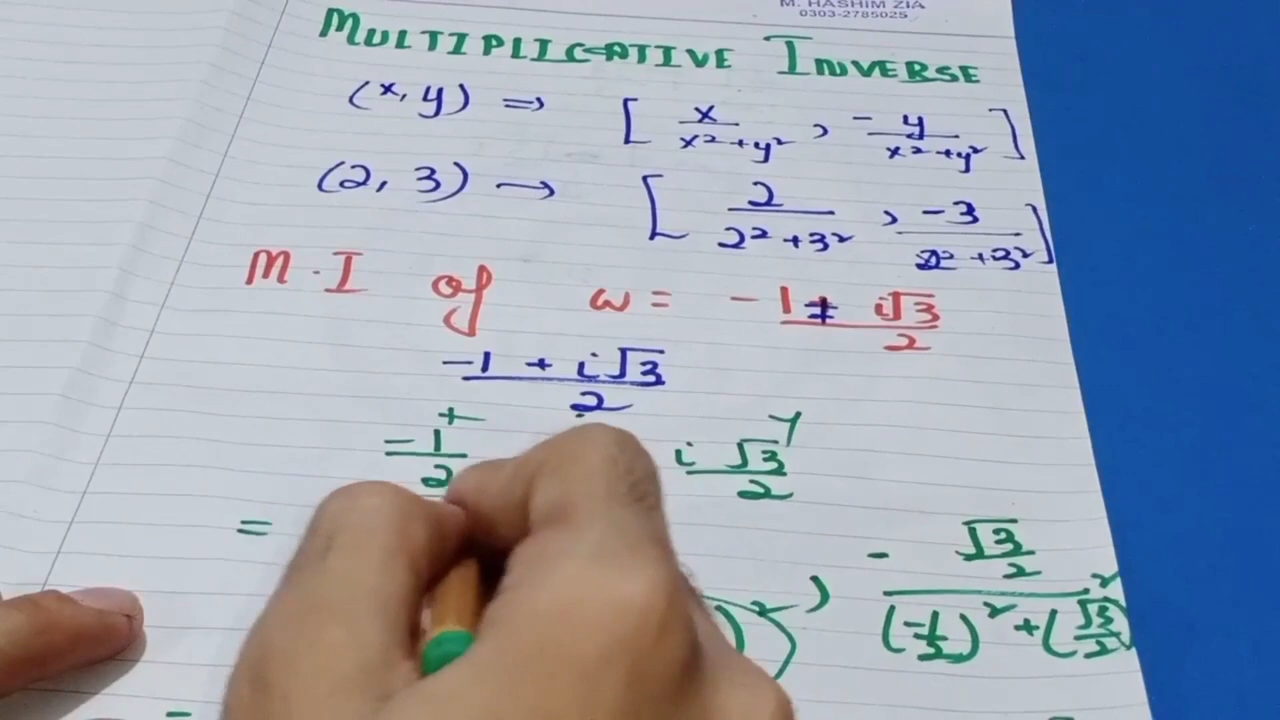 M. HASHIM ZIA
0303-2785025
MULTIPLICATIVE INVERSE
(x, y) ⇒ [ x / x² + y² , - y / x² + y² ]
(2, 3) → [ 2 / 2² + 3² , -3 / 2² + 3² ]
M.I of ω = -1 + i√3 / 2
-1 + i√3 / 2
-1 / 2 i √3 / 2
= )² ) , - √3/2 / (-1/2)² + (√3/2)²